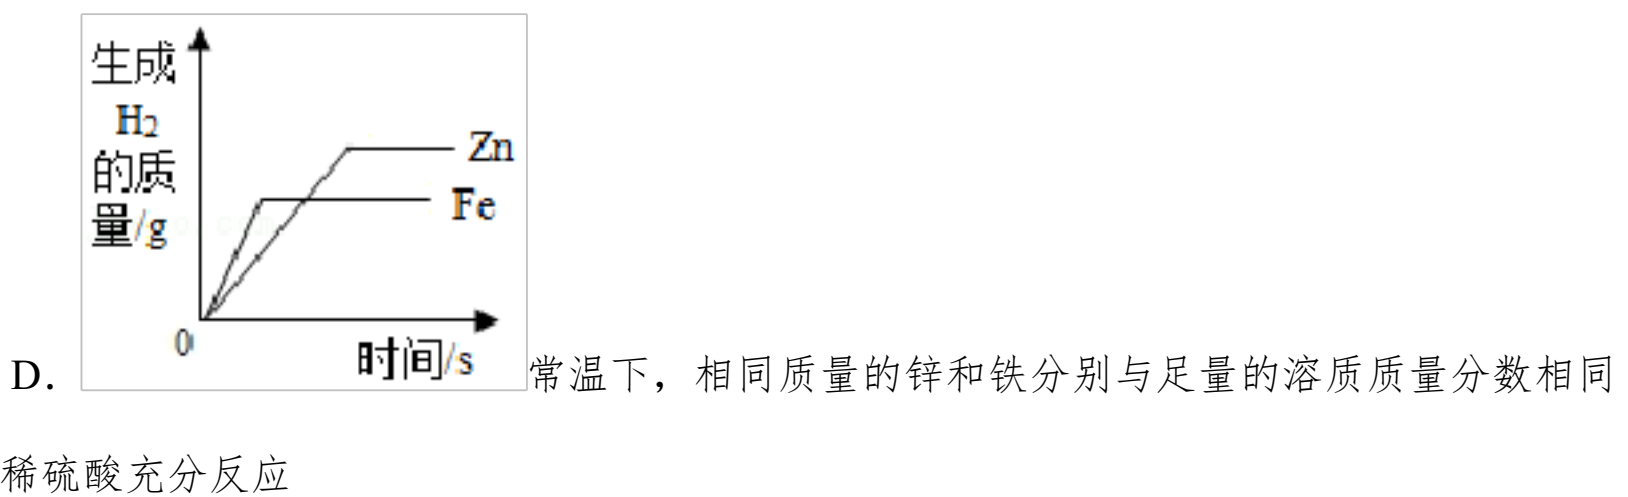 生成
H₂
的质
量/g
Zn
Fe
0
时间/s
D．常温下，相同质量的锌和铁分别与足量的溶质质量分数相同
稀硫酸充分反应